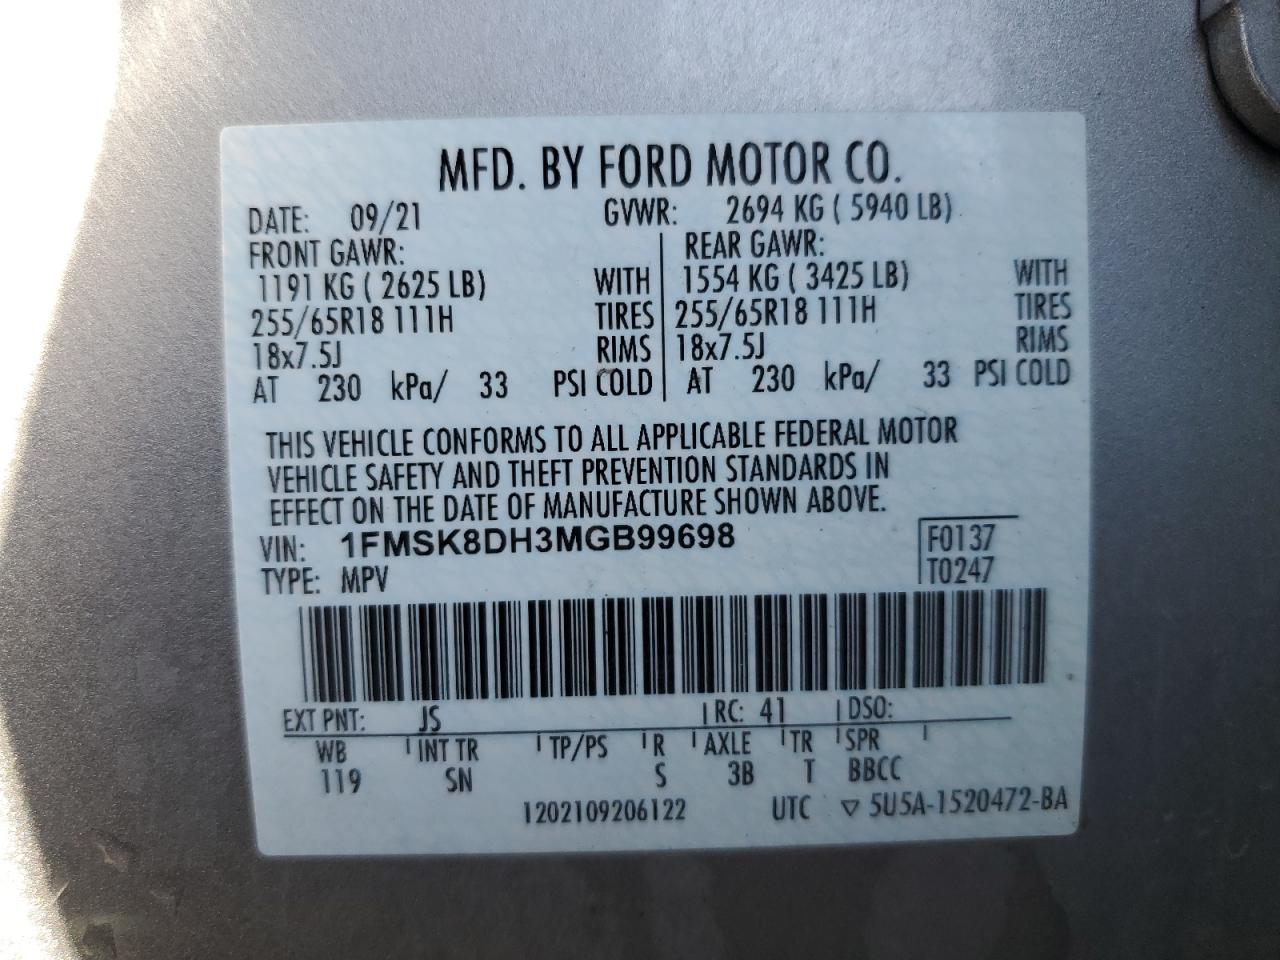 MFD. BY FORD MOTOR CO.
DATE: 09/21 GVWR: 2694 KG ( 5940 LB)
FRONT GAWR: REAR GAWR:
1191 KG ( 2625 LB) WITH 1554 KG ( 3425 LB) WITH
255/65R18 111H TIRES 255/65R18 111H TIRES
18x7.5J RIMS 18x7.5J RIMS
AT 230 kPa/ 33 PSI COLD AT 230 kPa/ 33 PSI COLD
THIS VEHICLE CONFORMS TO ALL APPLICABLE FEDERAL MOTOR
VEHICLE SAFETY AND THEFT PREVENTION STANDARDS IN
EFFECT ON THE DATE OF MANUFACTURE SHOWN ABOVE.
VIN: 1FMSK8DH3MGB99698 F0137
TYPE: MPV T0247
EXT PNT: JS RC: 41 DSO:
WB INT TR TP/PS R AXLE TR SPR
119 SN S 3B T BBCC
1202109206122 UTC ▽ 5U5A-1520472-BA